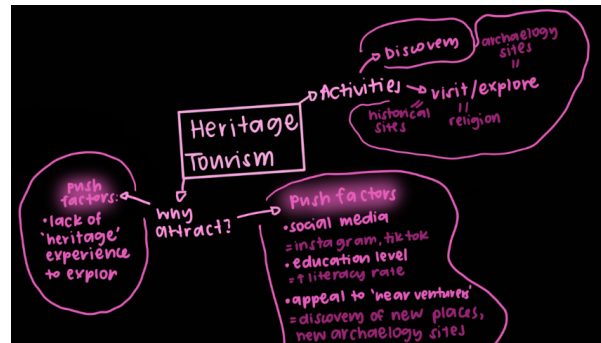 Heritage
Tourism
Activities
Discovery
visit/explore
archaelogy
sites
historical
sites
religion
why
attract?
push
factors:
•lack of
'heritage'
experience
to explor
push factors
•social media
=instagram, tiktok
•education level
=↑literacy rate
•appeal to 'near venturers'
=discovery of new places,
new archaelogy sites